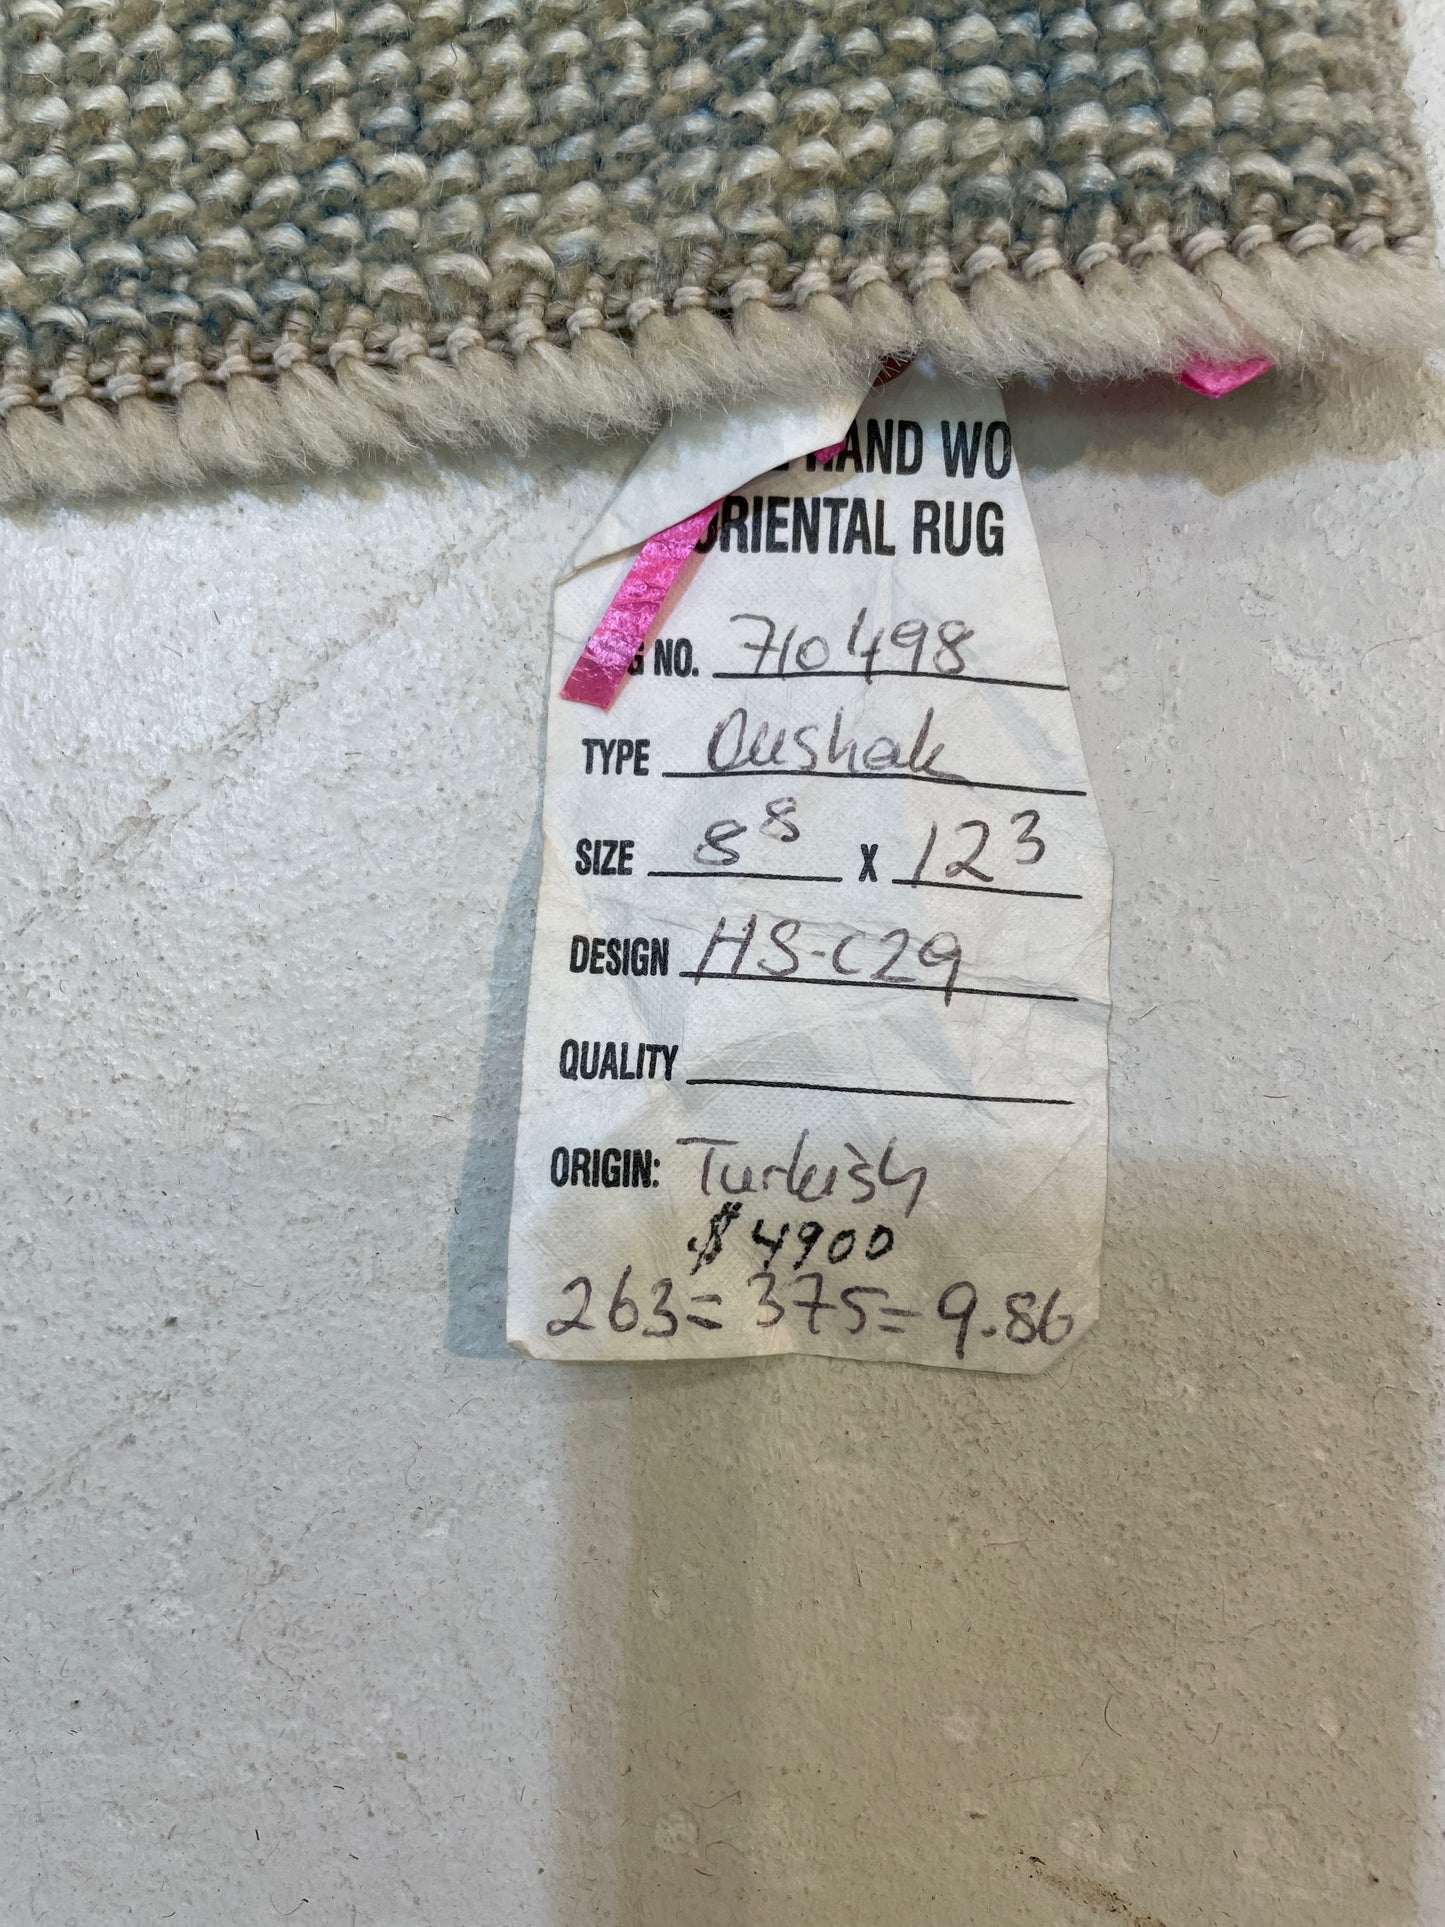 HAND WO
ORIENTAL RUG
G NO. 710498
TYPE Oushak
SIZE 8 8 X 12 3
DESIGN HS-C29
QUALITY
ORIGIN: Turkish
$4900
263=375=9.86